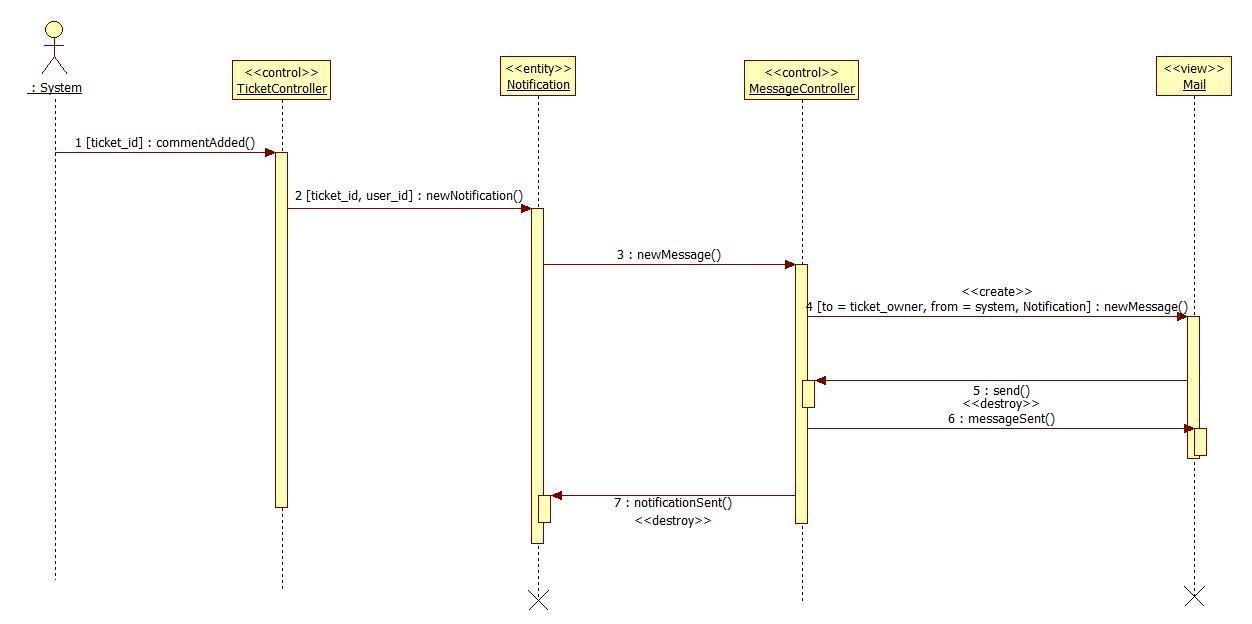 : System
<<control>>
TicketController
<<entity>>
Notification
<<control>>
MessageController
<<view>>
Mail
1 [ticket_id] : commentAdded()
2 [ticket_id, user_id] : newNotification()
3 : newMessage()
<<create>>
4 [to = ticket_owner, from = system, Notification] : newMessage()
5 : send()
<<destroy>>
6 : messageSent()
7 : notificationSent()
<<destroy>>